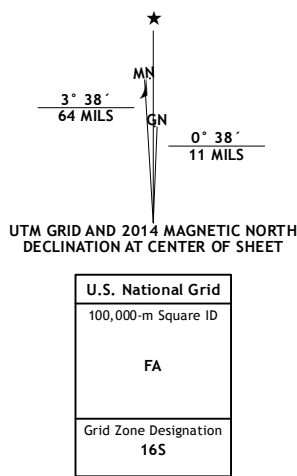 MN
3° 38´
64 MILS
GN
0° 38´
11 MILS
UTM GRID AND 2014 MAGNETIC NORTH
DECLINATION AT CENTER OF SHEET
U.S. National Grid
100,000-m Square ID
FA
Grid Zone Designation
16S